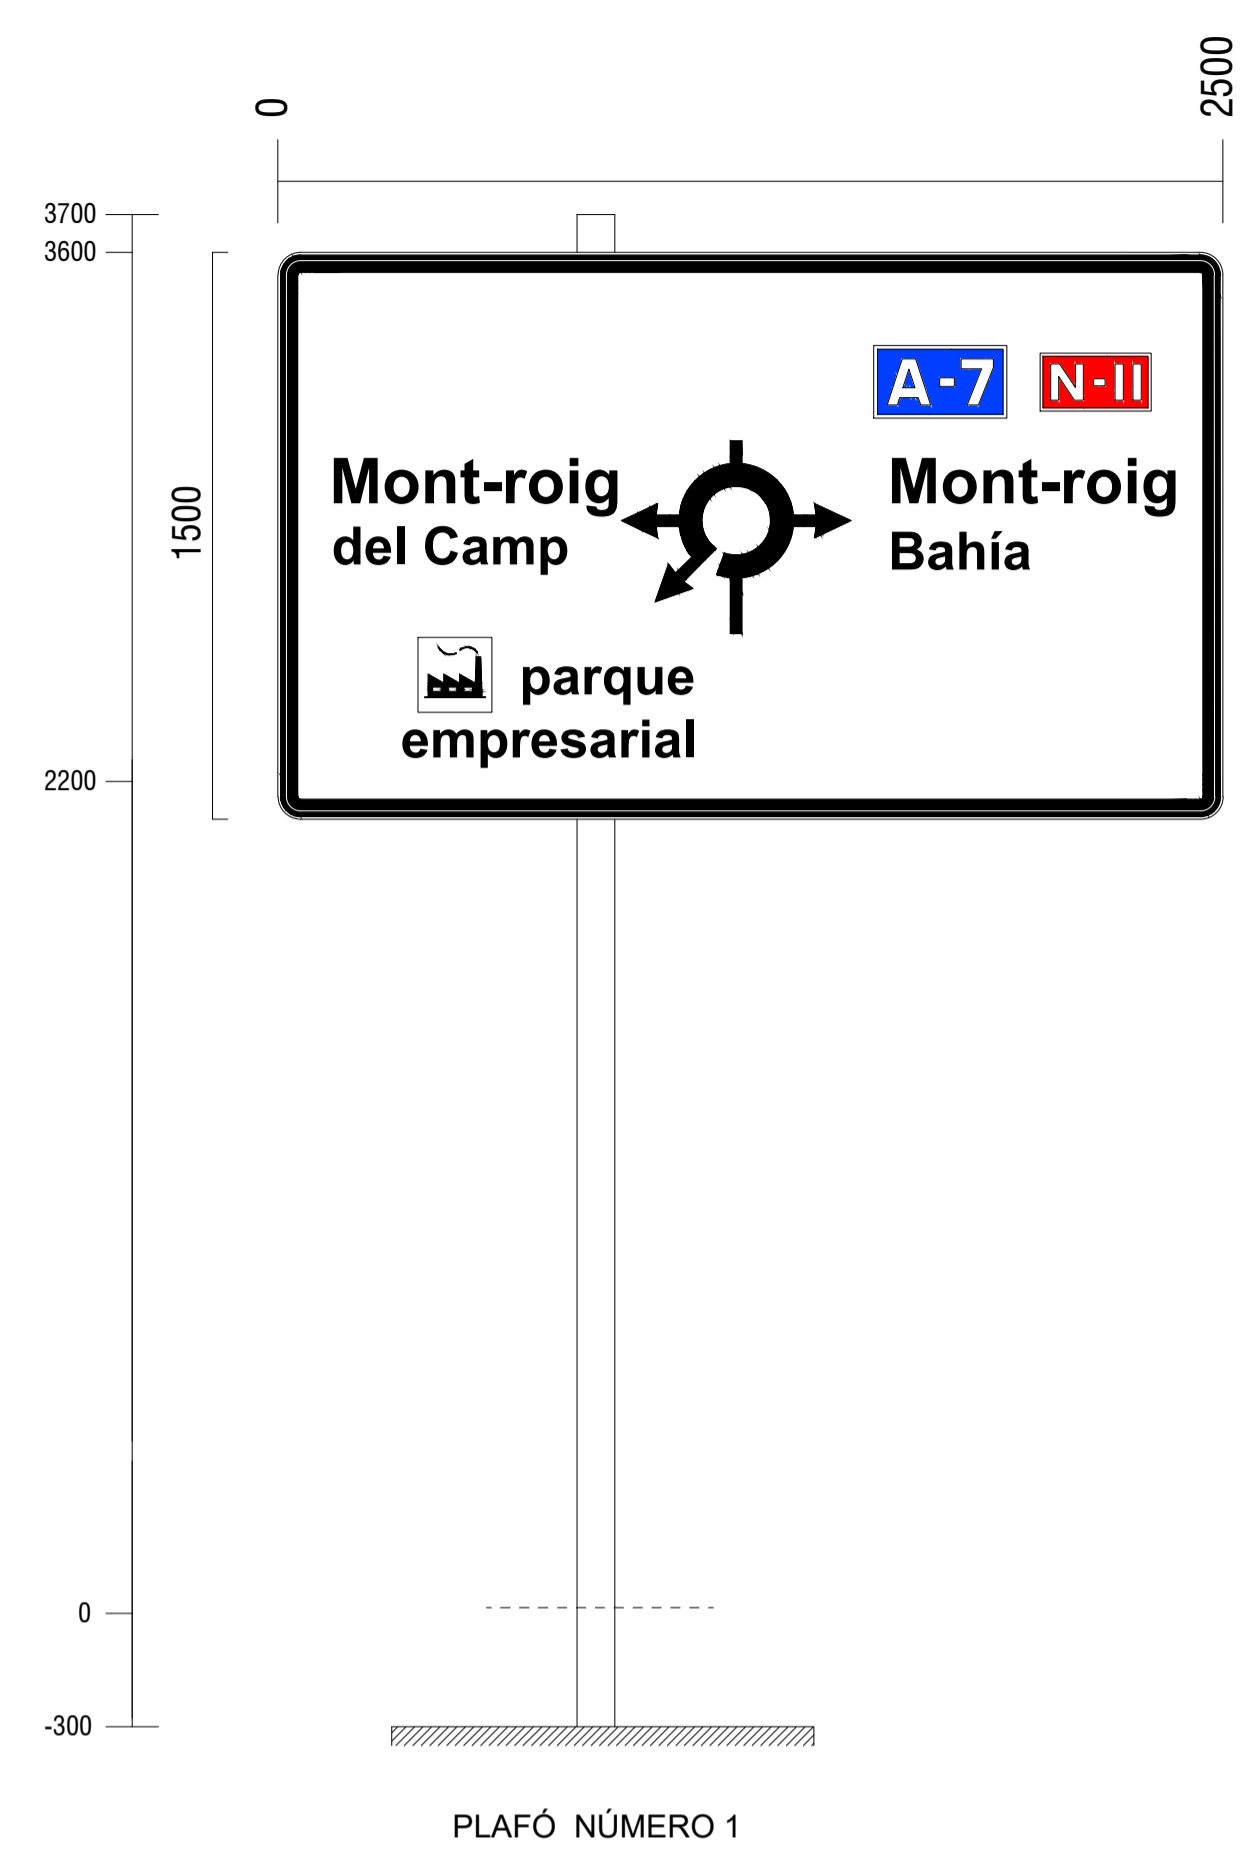 0
2500
3700
3600
1500
A-7
N-II
Mont-roig
del Camp
Mont-roig
Bahía
parque
empresarial
2200
0
-300
PLAFÓ NÚMERO 1